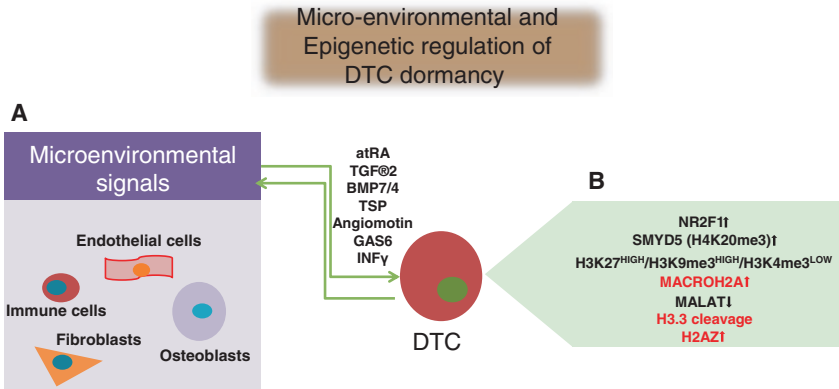 Micro-environmental and
Epigenetic regulation of
DTC dormancy
A
Microenvironmental
signals
Endothelial cells
Immune cells
Fibroblasts
Osteoblasts
atRA
TGF®2
BMP7/4
TSP
Angiomotin
GAS6
INFγ
DTC
B
NR2F1↑
SMYD5 (H4K20me3)↑
H3K27ᴴᴵᴳᴴ/H3K9me3ᴴᴵᴳᴴ/H3K4me3ᴸᴼᵂ
MACROH2A↑
MALAT↓
H3.3 cleavage
H2AZ↑